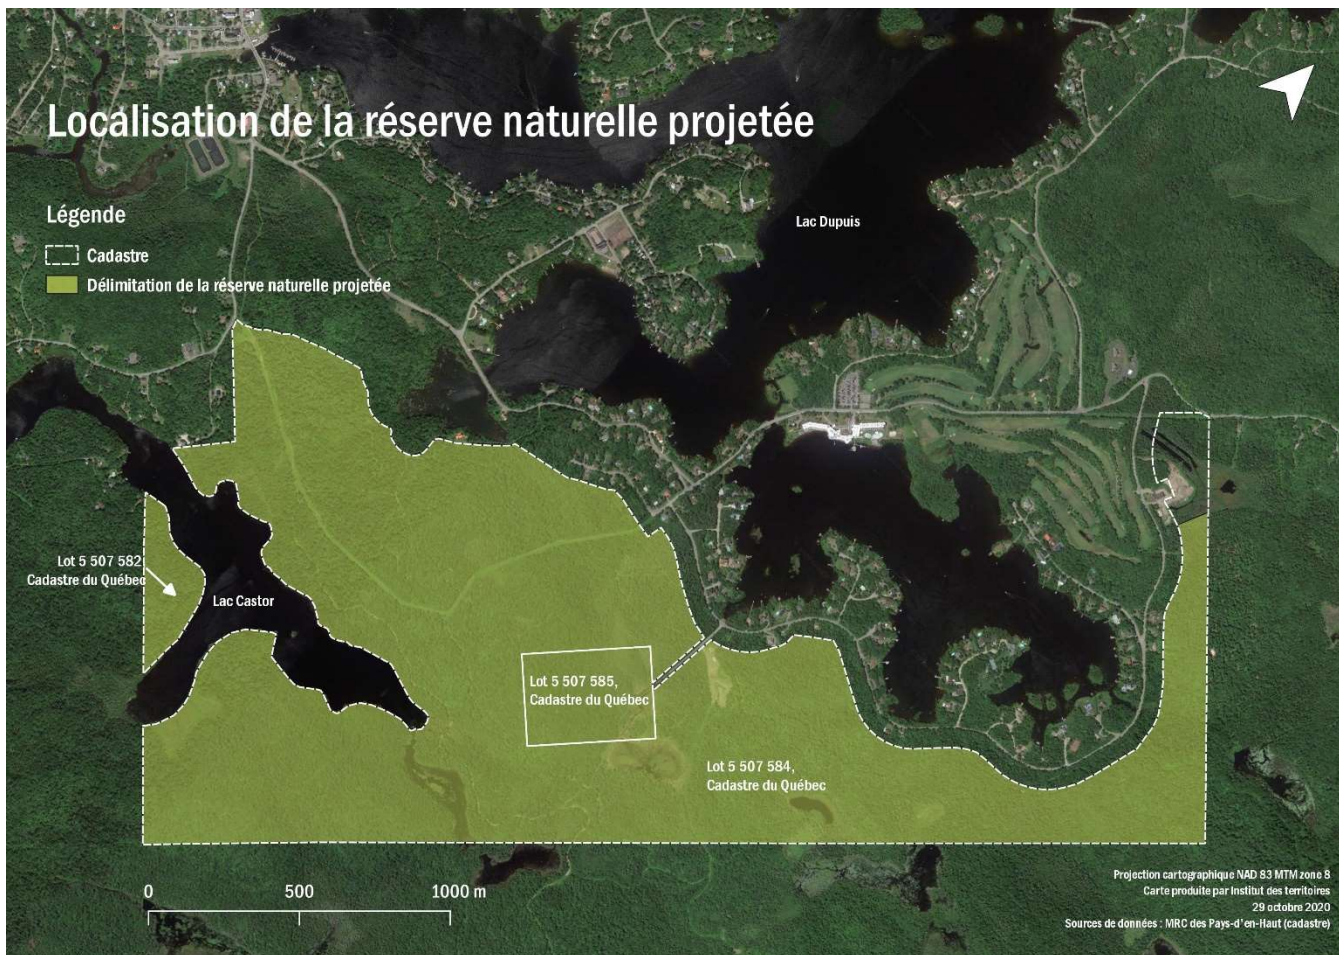 Localisation de la réserve naturelle projetée
Légende
Cadastre
Délimitation de la réserve naturelle projetée
Lac Dupuis
Lot 5 507 582
Cadastre du Québec
Lac Castor
Lot 5 507 585,
Cadastre du Québec
Lot 5 507 584,
Cadastre du Québec
0 500 1000 m
Projection cartographique NAD 83 MTM zone 8
Carte produite par Institut des territoires
29 octobre 2020
Sources de données : MRC des Pays-d'en-Haut (cadastre)